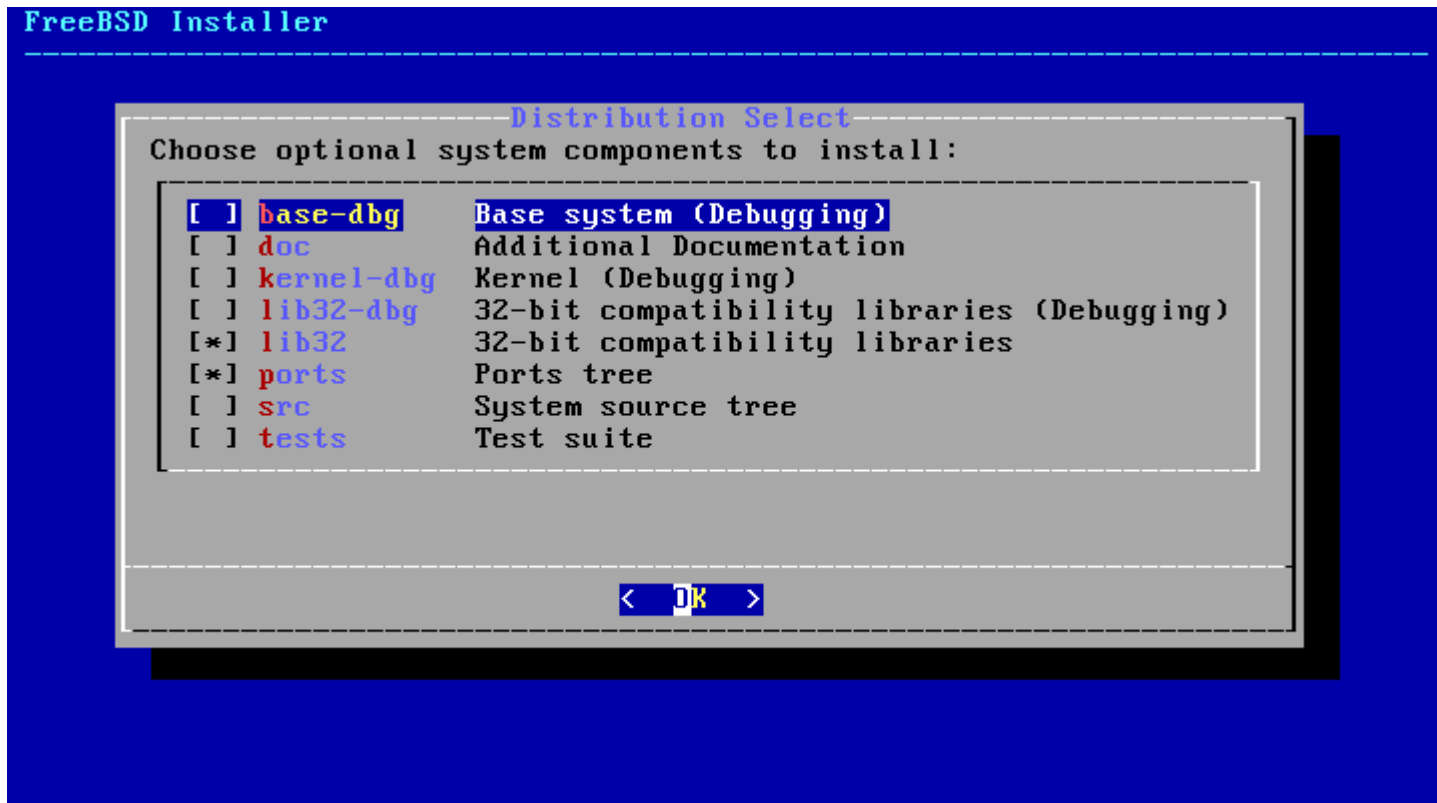 FreeBSD Installer
Distribution Select
Choose optional system components to install:
[ ] base-dbg Base system (Debugging)
[ ] doc Additional Documentation
[ ] kernel-dbg Kernel (Debugging)
[ ] lib32-dbg 32-bit compatibility libraries (Debugging)
[*] lib32 32-bit compatibility libraries
[*] ports Ports tree
[ ] src System source tree
[ ] tests Test suite
< OK >